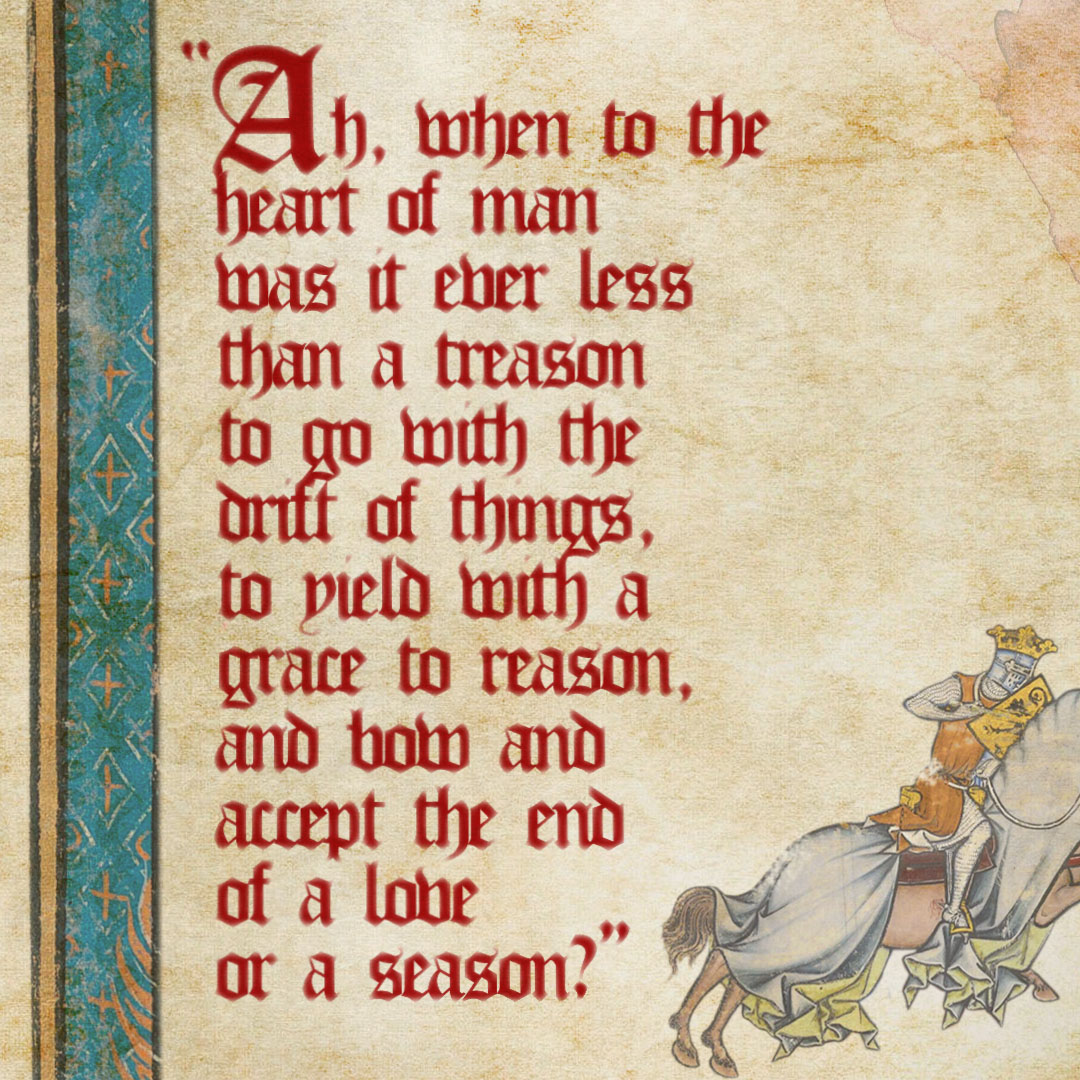 "Ah, when to the
heart of man
was it ever less
than a treason
to go with the
drift of things,
to yield with a
grace to reason,
and bow and
accept the end
of a love
or a season?"